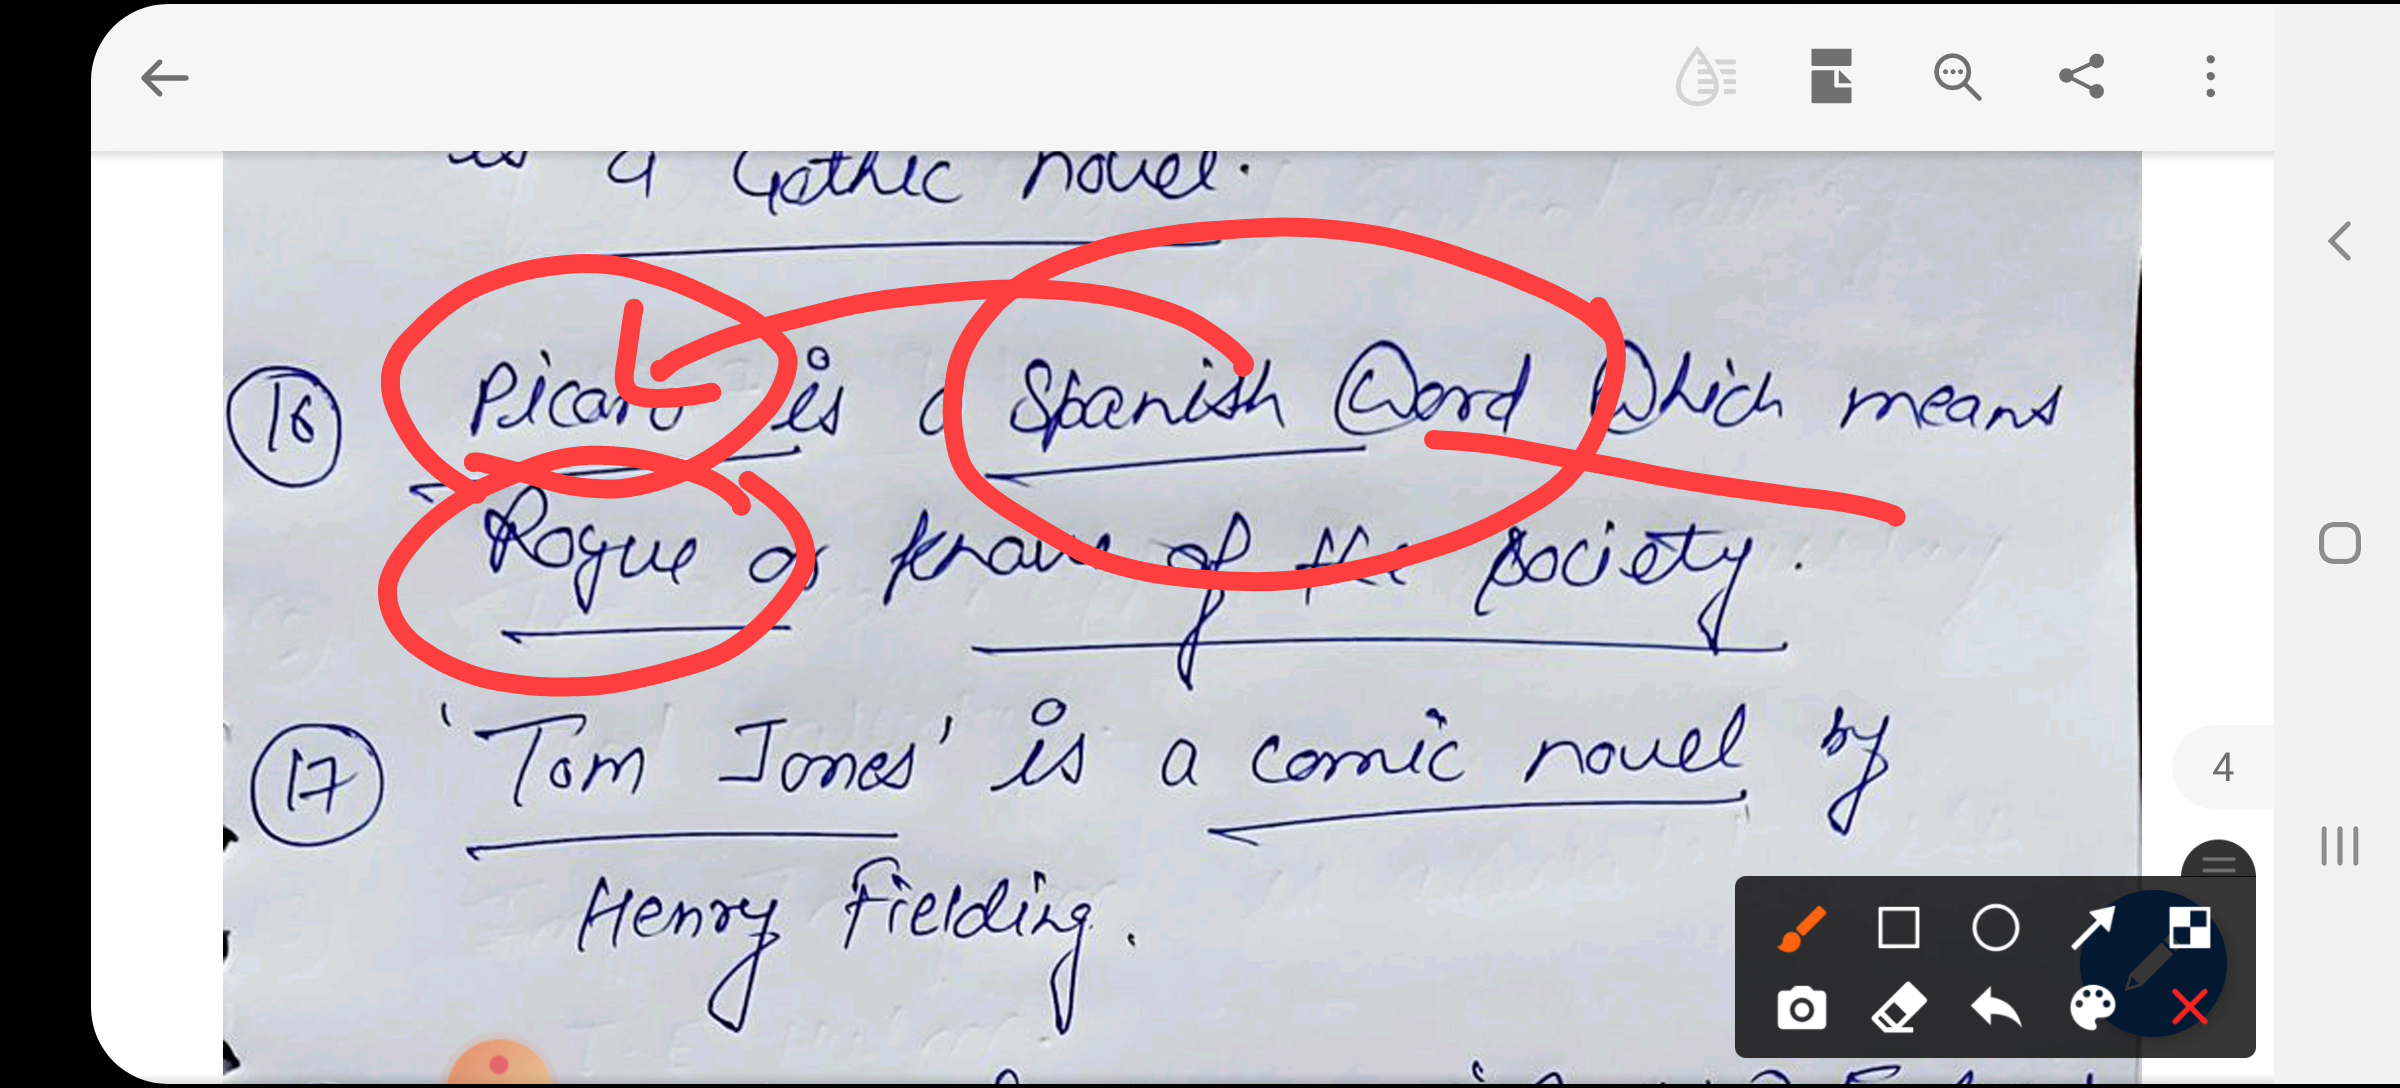 is a Gothic novel.
16 Picaro is a Spanish Word Which means
Rogue or knave of the society.
17 'Tom Jones' is a comic novel by
Henry Fielding.
4